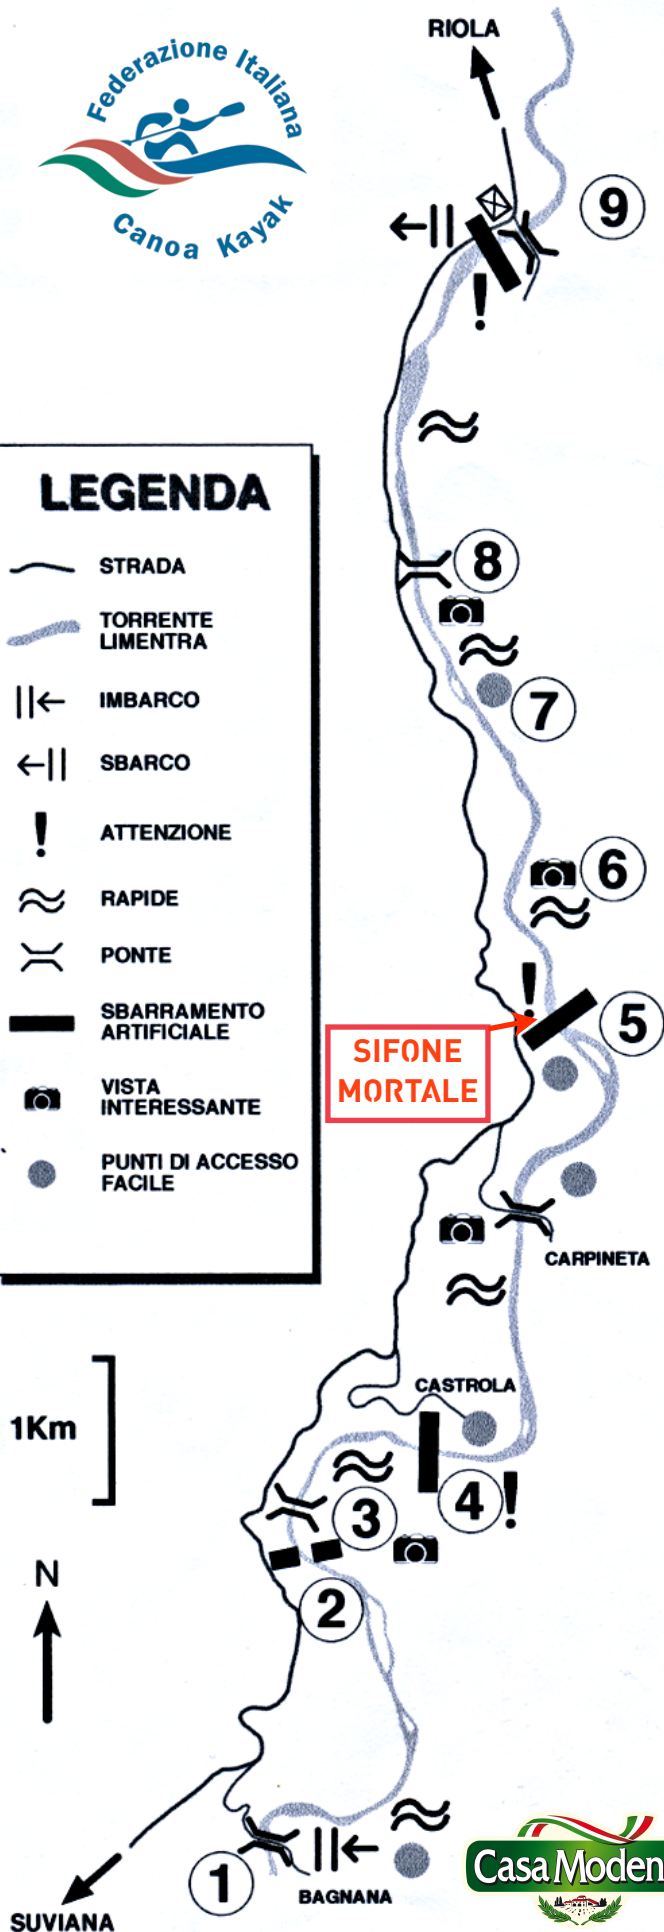 RIOLA
Federazione Italiana
Canoa Kayak
9
LEGENDA
STRADA
TORRENTE
LIMENTRA
IMBARCO
SBARCO
!
ATTENZIONE
RAPIDE
PONTE
SBARRAMENTO
ARTIFICIALE
VISTA
INTERESSANTE
PUNTI DI ACCESSO
FACILE
!
8
7
6
!
5
SIFONE
MORTALE
CARPINETA
1Km
CASTROLA
4
!
3
N
2
1
BAGNANA
SUVIANA
Casa Moden